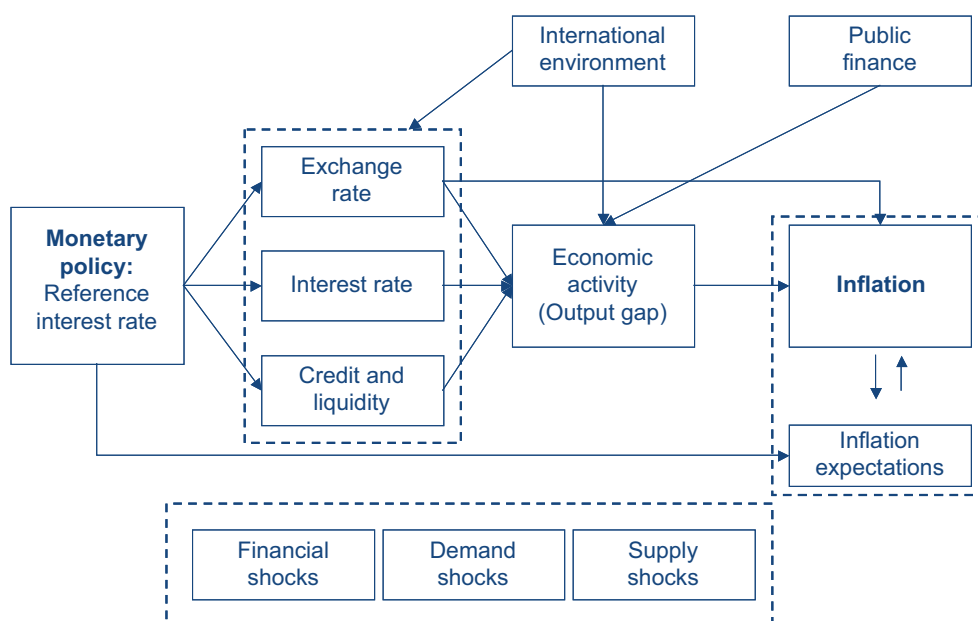 International
environment
Public
finance
Exchange
rate
Monetary
policy:
Reference
interest rate
Interest rate
Economic
activity
(Output gap)
Inflation
Credit and
liquidity
Inflation
expectations
Financial
shocks
Demand
shocks
Supply
shocks